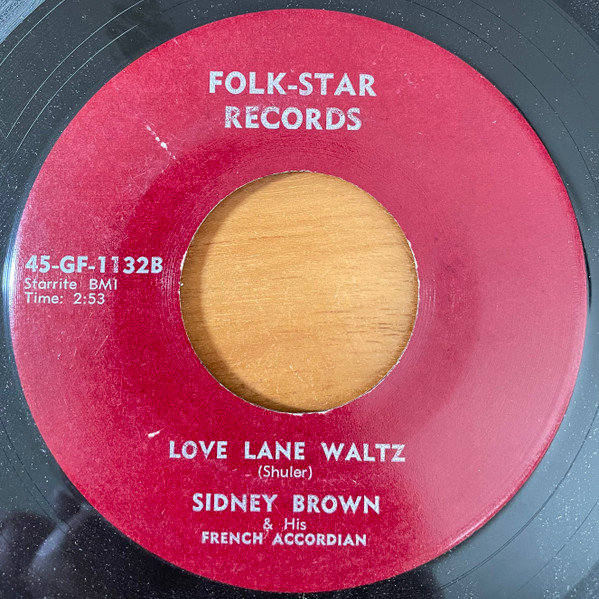 FOLK-STAR
RECORDS
45-GF-1132B
Starrite BMI
Time: 2:53
LOVE LANE WALTZ
(Shuler)
SIDNEY BROWN
& His
FRENCH ACCORDIAN